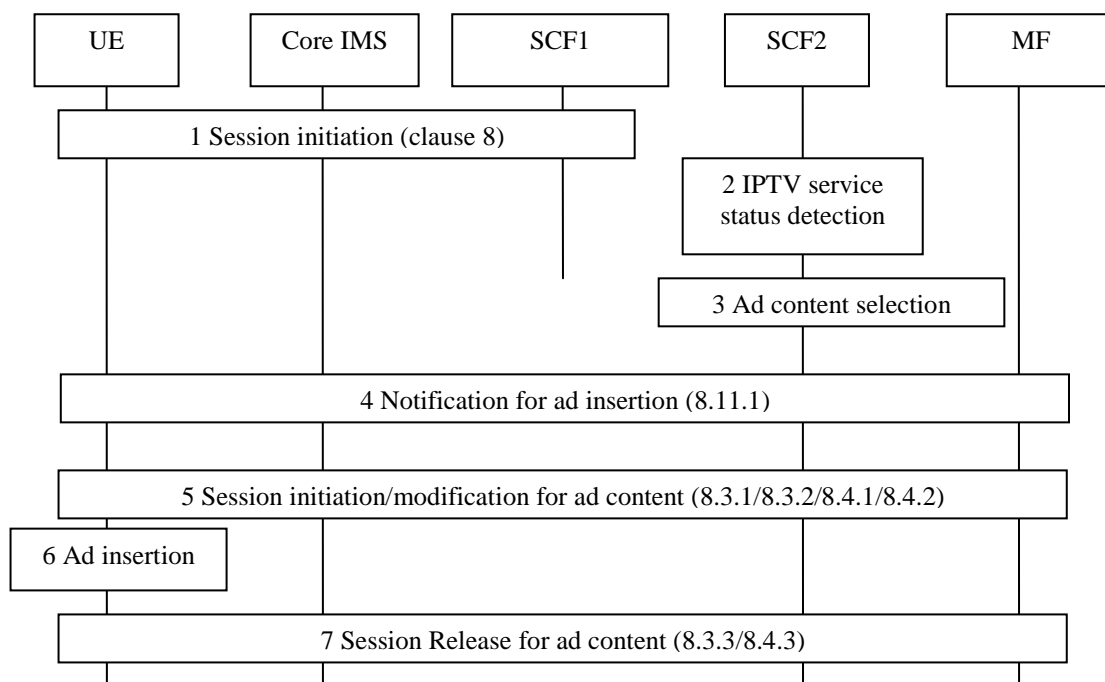 UE
Core IMS
SCF1
SCF2
MF
1 Session initiation (clause 8)
2 IPTV service
status detection
3 Ad content selection
4 Notification for ad insertion (8.11.1)
5 Session initiation/modification for ad content (8.3.1/8.3.2/8.4.1/8.4.2)
6 Ad insertion
7 Session Release for ad content (8.3.3/8.4.3)